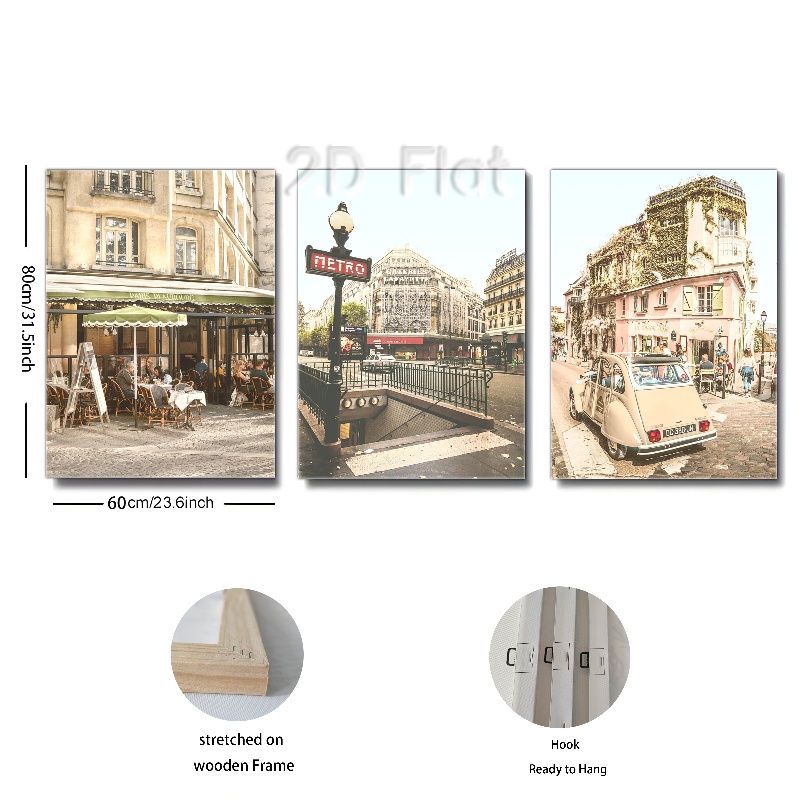 2D Flat
METRO
80cm/31.5inch
60cm/23.6inch
stretched on
wooden Frame
Hook
Ready to Hang